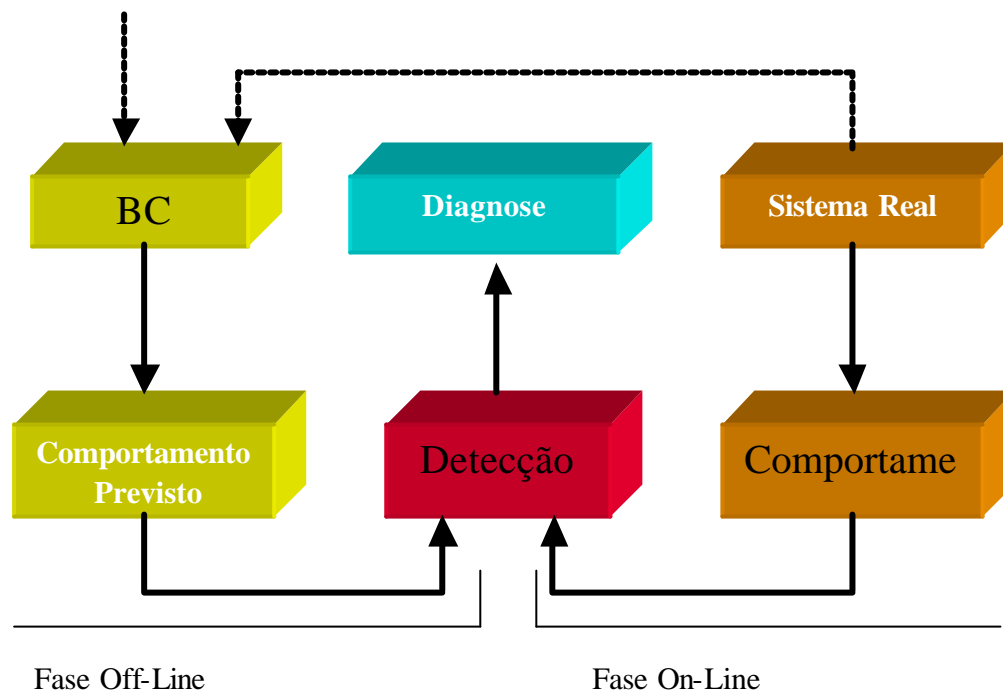 BC
Diagnose
Sistema Real
Comportamento
Previsto
Detecção
Comportame
Fase Off-Line
Fase On-Line